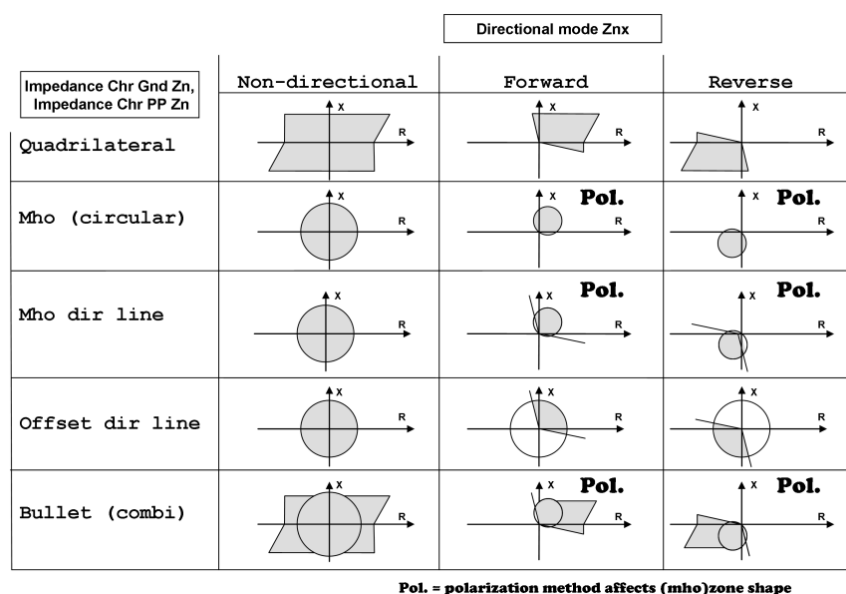 Directional mode Znx
Impedance Chr Gnd Zn,
Impedance Chr PP Zn
Non-directional Forward Reverse
X X X
Quadrilateral R R R
X Pol. X Pol.
Mho (circular) R R R
X Pol. X Pol.
Mho dir line R R R
X X X
Offset dir line R R R
X Pol. X Pol.
Bullet (combi) X R R R
Pol. = polarization method affects (mho)zone shape